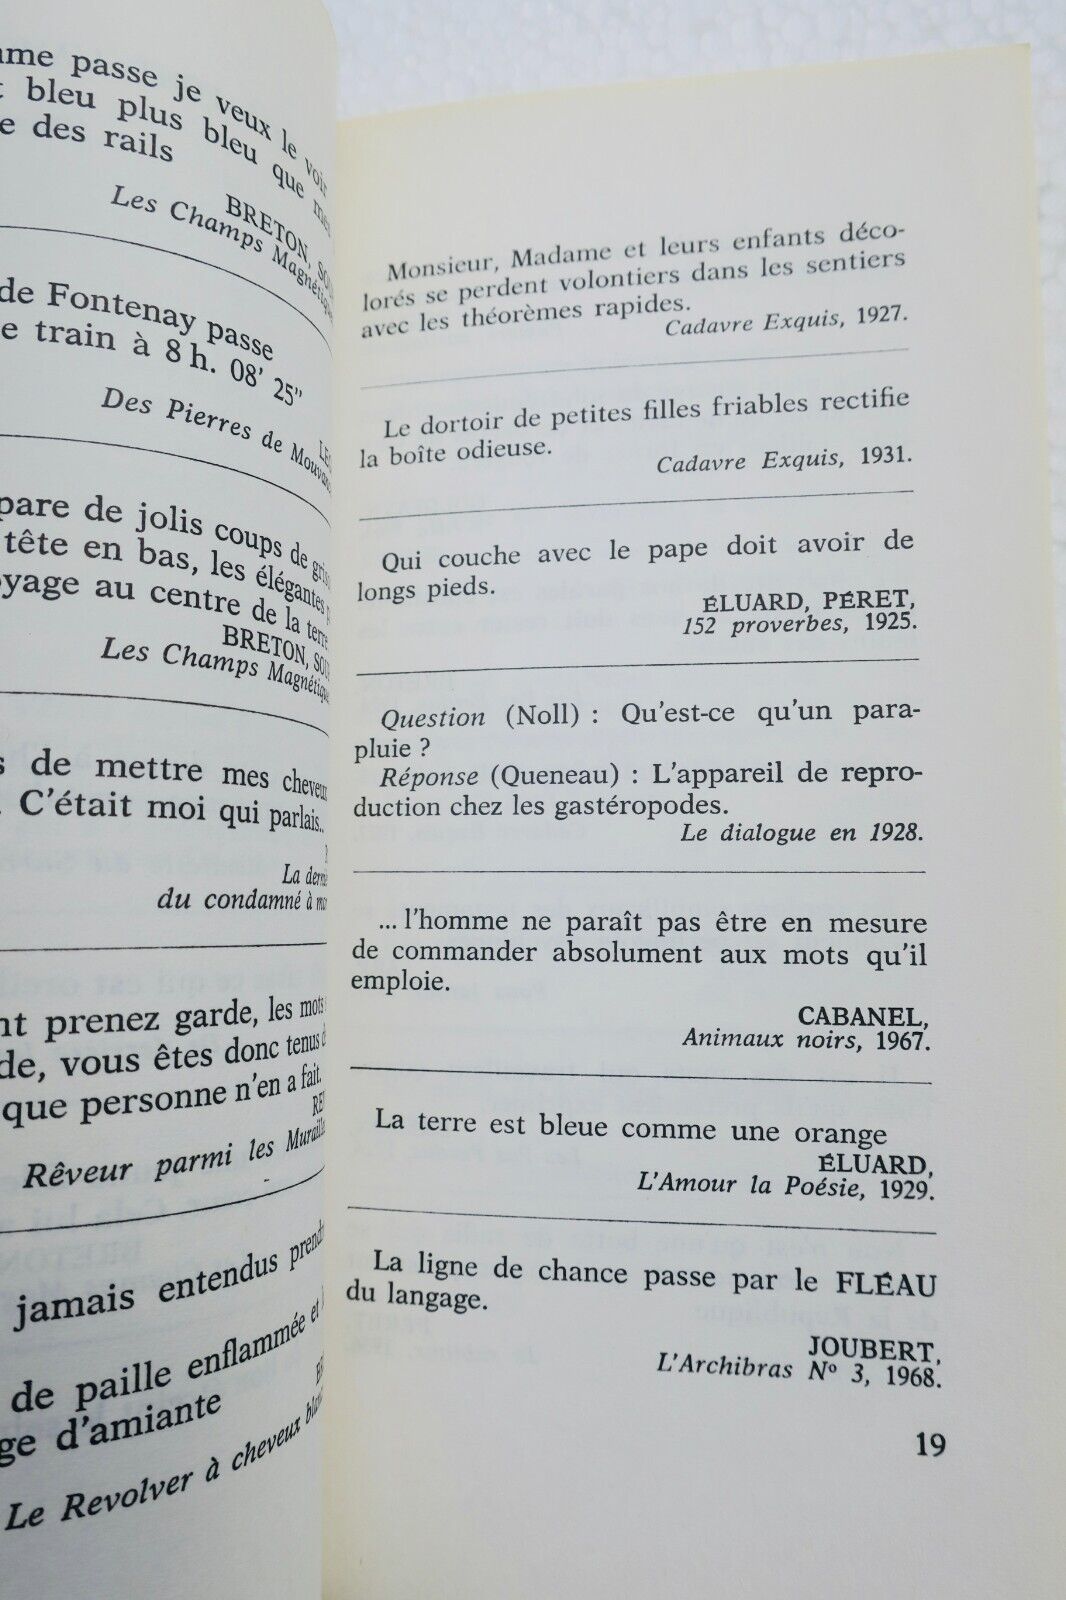 passe je veux le voir
bleu plus bleu que
e des rails
BRETON,
Les Champs Magnétiques
de Fontenay passe
e train à 8 h. 08' 25"
Des Pierres de
pare de jolis coups de
tête en bas, les élégantes
au centre de la terre
BRETON,
Les Champs Magnétiques
de mettre mes
C'était moi qui parlais..
La
du condamné à
prenez garde, les mots
vous êtes donc tenus
que personne n'en a fait.
Rêveur parmi les
jamais entendus
de paille enflammée et
d'amiante
Le Revolver à cheveux
Monsieur, Madame et leurs enfants déco-
lorés se perdent volontiers dans les sentiers
avec les théorèmes rapides.
Cadavre Exquis, 1927.
Le dortoir de petites filles friables rectifie
la boîte odieuse.
Cadavre Exquis, 1931.
Qui couche avec le pape doit avoir de
longs pieds.
ÉLUARD, PÉRET,
152 proverbes, 1925.
Question (Noll) : Qu'est-ce qu'un para-
pluie ?
Réponse (Queneau) : L'appareil de repro-
duction chez les gastéropodes.
Le dialogue en 1928.
...l'homme ne paraît pas être en mesure
de commander absolument aux mots qu'il
emploie.
CABANEL,
Animaux noirs, 1967.
La terre est bleue comme une orange
ÉLUARD,
L'Amour la Poésie, 1929.
La ligne de chance passe par le FLÉAU
du langage.
JOUBERT,
L'Archibras Nº 3, 1968.
19